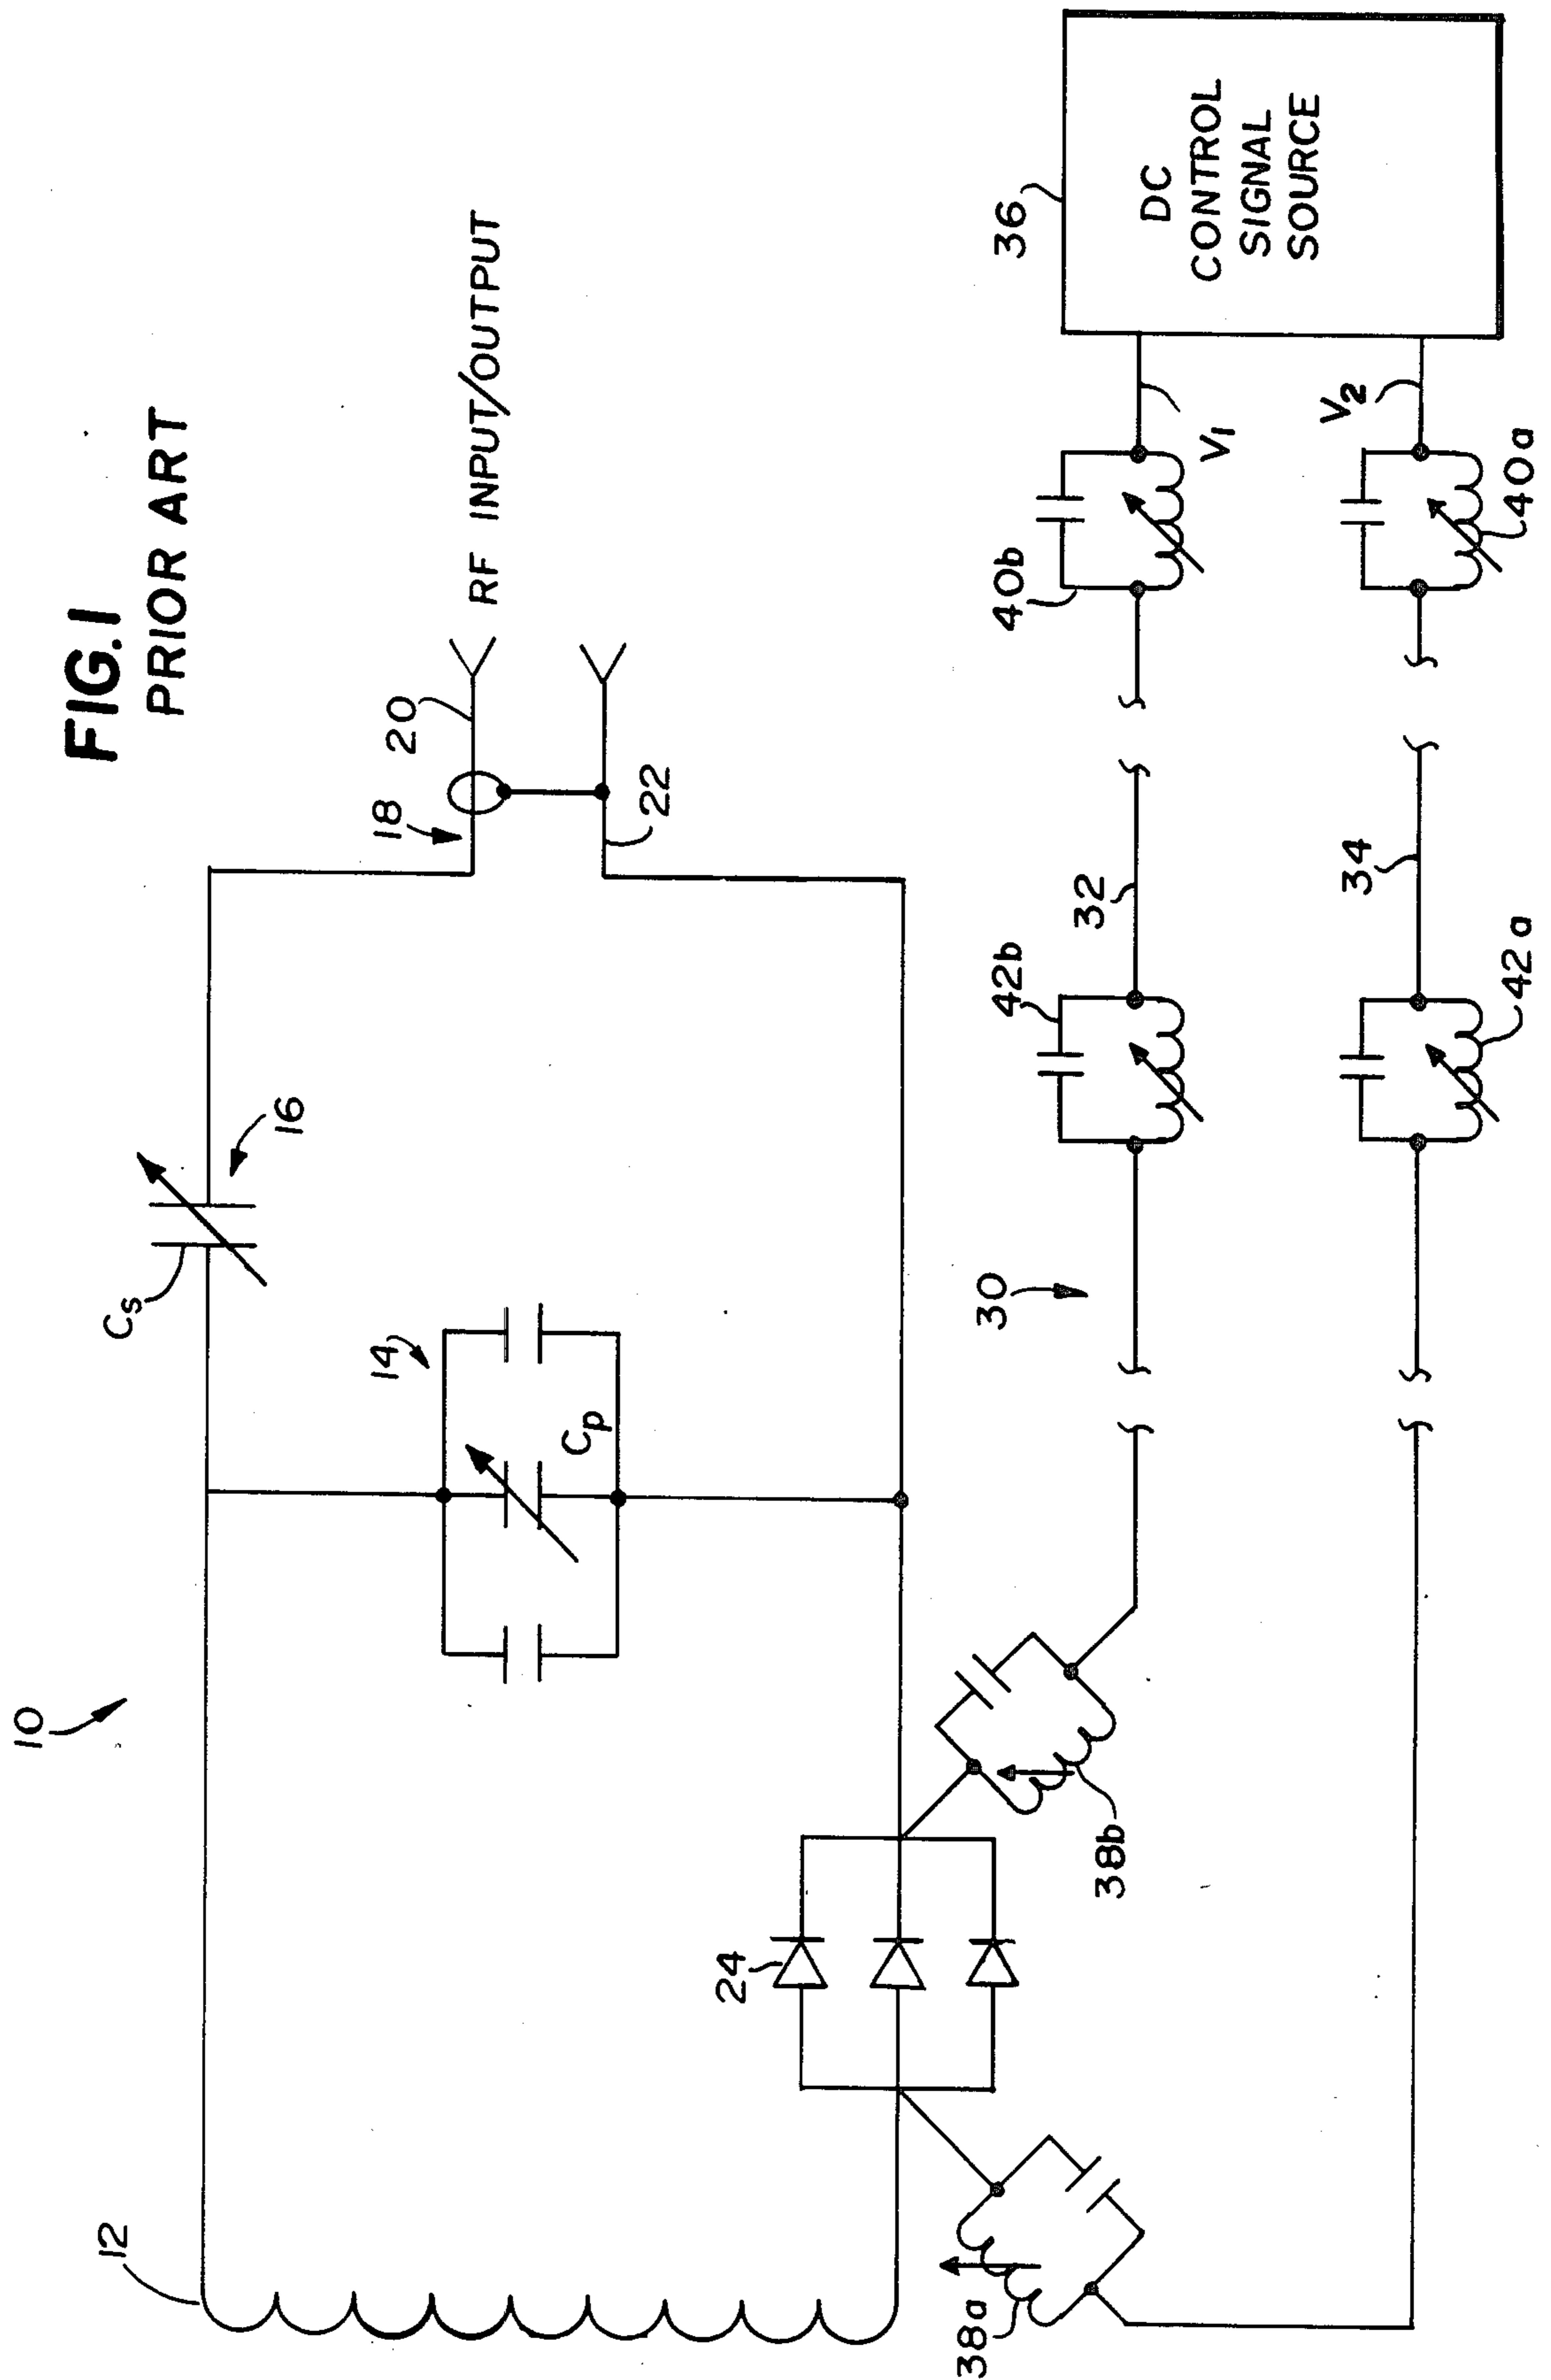 FIG.1
PRIOR ART
10
12
Cs
16
14
Cp
18
20
22
RF INPUT/OUTPUT
24
38a
38b
30
42b
32
40b
V1
36
DC
CONTROL
SIGNAL
SOURCE
42a
34
V2
40a